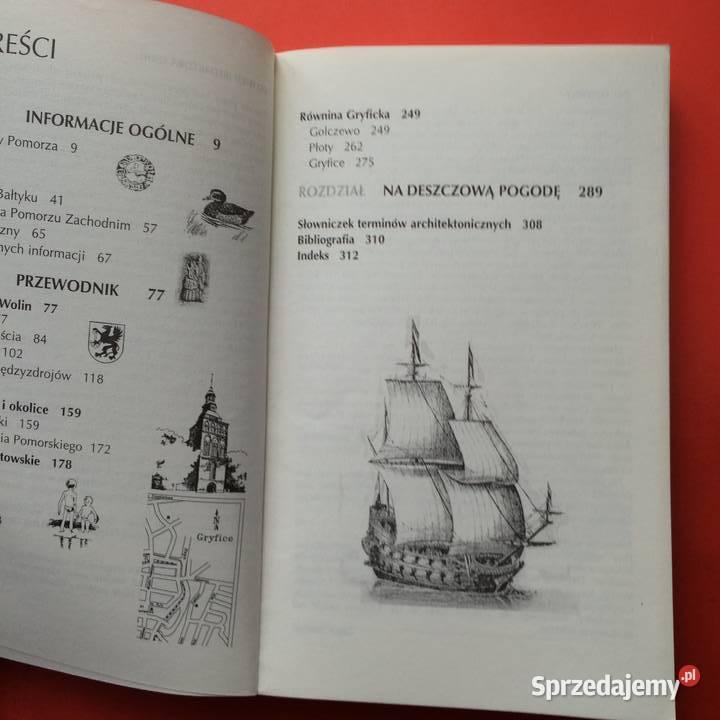 REŚCI
INFORMACJE OGÓLNE 9
y Pomorza 9
Bałtyku 41
a Pomorzu Zachodnim 57
zny 65
nych informacji 67
PRZEWODNIK 77
Wolin 77
77
ścia 84
102
ędzyzdrojów 118
i okolice 159
ki 159
ia Pomorskiego 172
towskie 178
Gryfice
Równina Gryficka 249
Golczewo 249
Płoty 262
Gryfice 275
ROZDZIAŁ NA DESZCZOWĄ POGODĘ 289
Słowniczek terminów architektonicznych 308
Bibliografia 310
Indeks 312
Sprzedajemy.pl